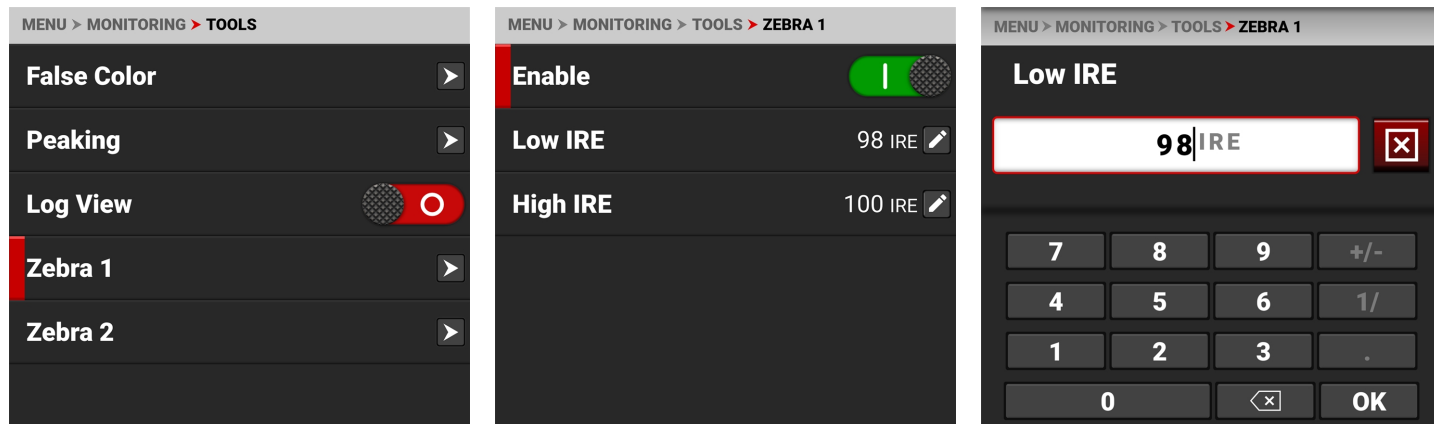 MENU > MONITORING > TOOLS
False Color
Peaking
Log View
Zebra 1
Zebra 2
MENU > MONITORING > TOOLS > ZEBRA 1
Enable
Low IRE 98 IRE
High IRE 100 IRE
MENU > MONITORING > TOOLS > ZEBRA 1
Low IRE
98 IRE
7 8 9 +/-
4 5 6 1/
1 2 3 .
0 OK